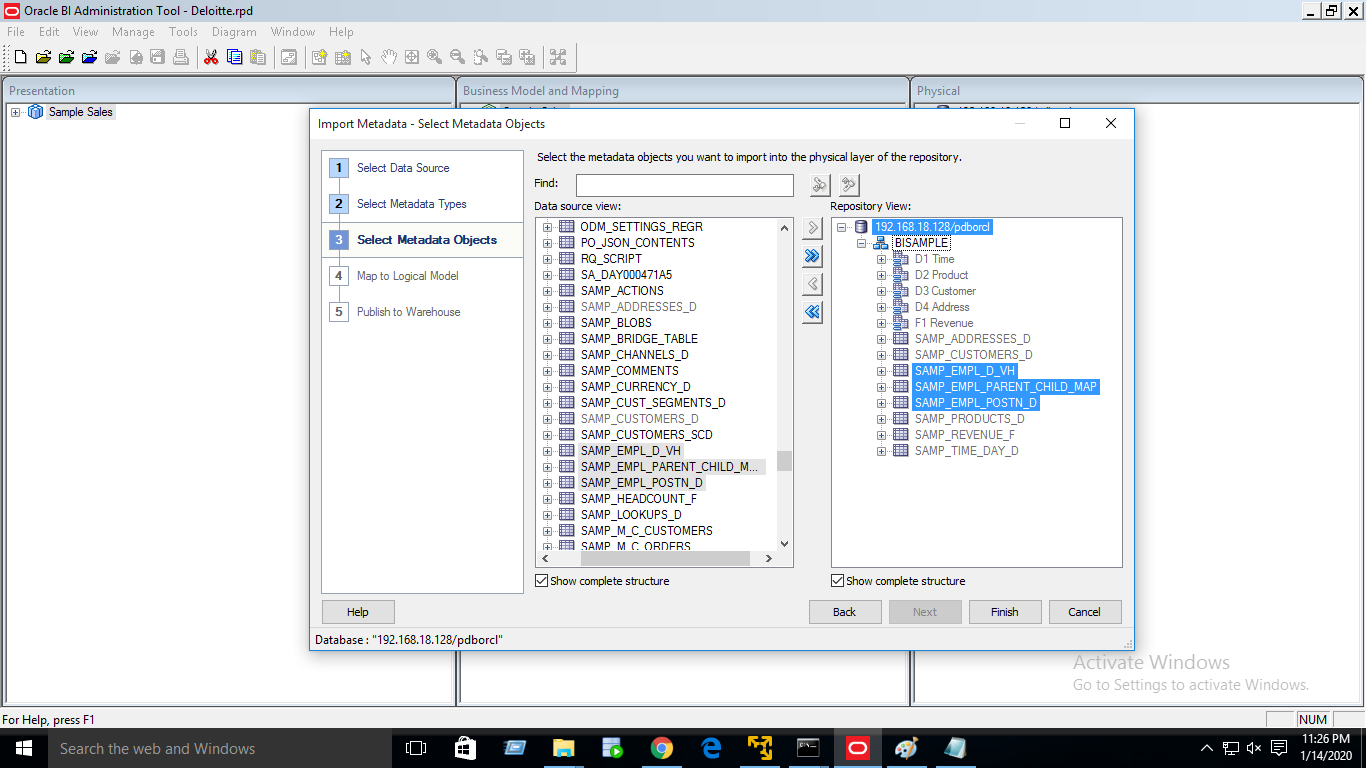 Oracle BI Administration Tool - Deloitte.rpd
File Edit View Manage Tools Diagram Window Help
Presentation
Business Model and Mapping
Physical
Sample Sales
Import Metadata - Select Metadata Objects
1 Select Data Source
2 Select Metadata Types
3 Select Metadata Objects
4 Map to Logical Model
5 Publish to Warehouse
Select the metadata objects you want to import into the physical layer of the repository.
Find:
Data source view:
ODM_SETTINGS_REGR
PO_JSON_CONTENTS
RQ_SCRIPT
SA_DAY000471A5
SAMP_ACTIONS
SAMP_ADDRESSES_D
SAMP_BLOBS
SAMP_BRIDGE_TABLE
SAMP_CHANNELS_D
SAMP_COMMENTS
SAMP_CURRENCY_D
SAMP_CUST_SEGMENTS_D
SAMP_CUSTOMERS_D
SAMP_CUSTOMERS_SCD
SAMP_EMPL_D_VH
SAMP_EMPL_PARENT_CHILD_M...
SAMP_EMPL_POSTN_D
SAMP_HEADCOUNT_F
SAMP_LOOKUPS_D
SAMP_M_C_CUSTOMERS
SAMP_M_C_ORDERS
Show complete structure
Repository View:
192.168.18.128/pdborcl
BISAMPLE
D1 Time
D2 Product
D3 Customer
D4 Address
F1 Revenue
SAMP_ADDRESSES_D
SAMP_CUSTOMERS_D
SAMP_EMPL_D_VH
SAMP_EMPL_PARENT_CHILD_MAP
SAMP_EMPL_POSTN_D
SAMP_PRODUCTS_D
SAMP_REVENUE_F
SAMP_TIME_DAY_D
Show complete structure
Help
Back
Next
Finish
Cancel
Database : "192.168.18.128/pdborcl"
Activate Windows
Go to Settings to activate Windows.
For Help, press F1
NUM
Search the web and Windows
11:26 PM
1/14/2020